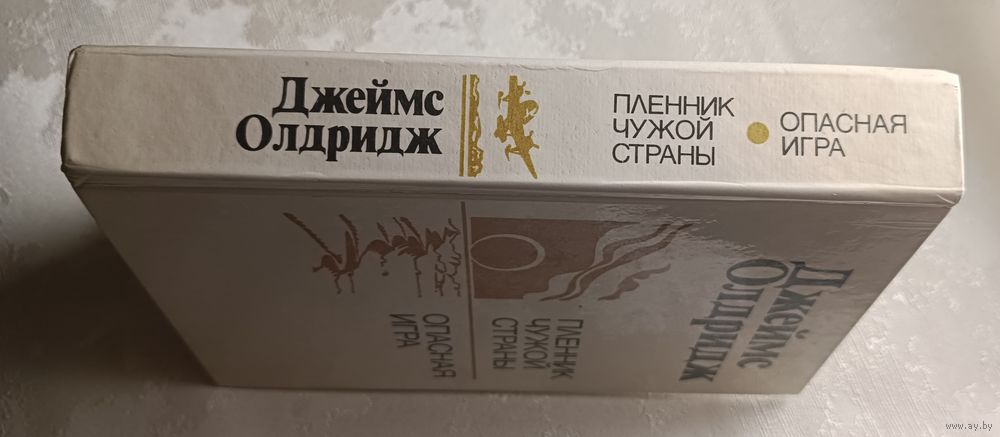 Джеймс
Олдридж
ПЛЕННИК
ЧУЖОЙ
СТРАНЫ
ОПАСНАЯ
ИГРА
Джеймс
Олдридж
ПЛЕННИК
ЧУЖОЙ
СТРАНЫ
ОПАСНАЯ
ИГРА
www.ay.by